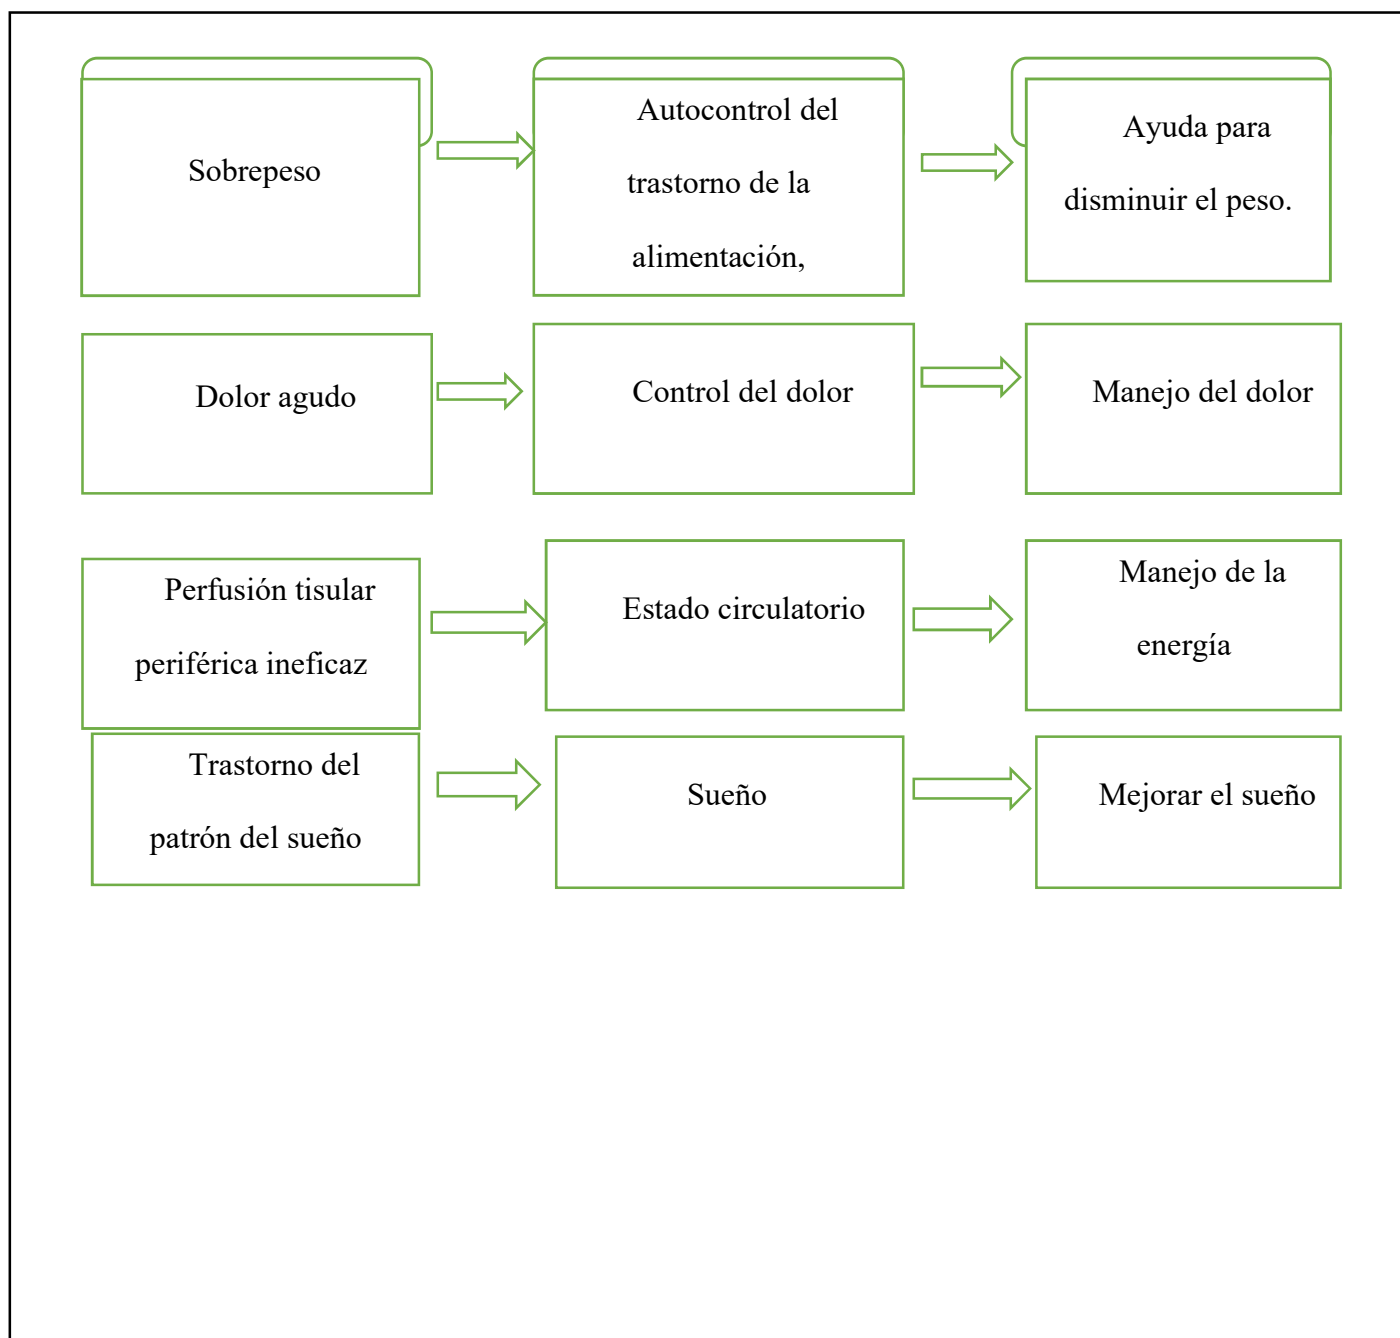 Sobrepeso
Autocontrol del
trastorno de la
alimentación,
Ayuda para
disminuir el peso.
Dolor agudo
Control del dolor
Manejo del dolor
Perfusión tisular
periférica ineficaz
Estado circulatorio
Manejo de la
energía
Trastorno del
patrón del sueño
Sueño
Mejorar el sueño